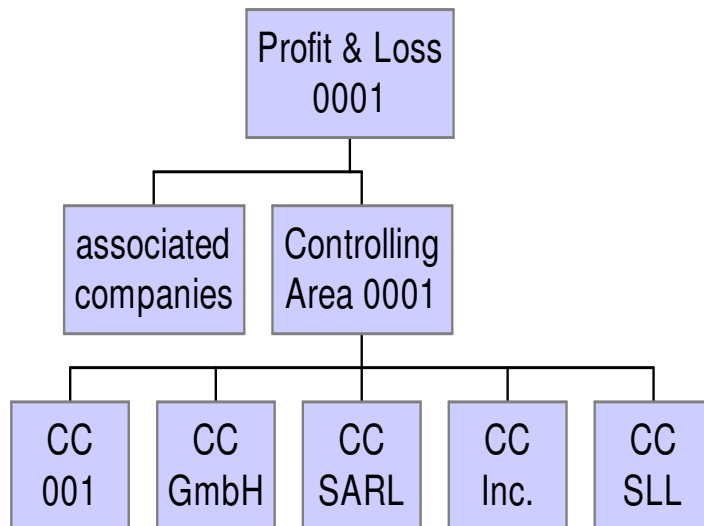 Profit & Loss
0001
associated
companies
Controlling
Area 0001
CC
001
CC
GmbH
CC
SARL
CC
Inc.
CC
SLL